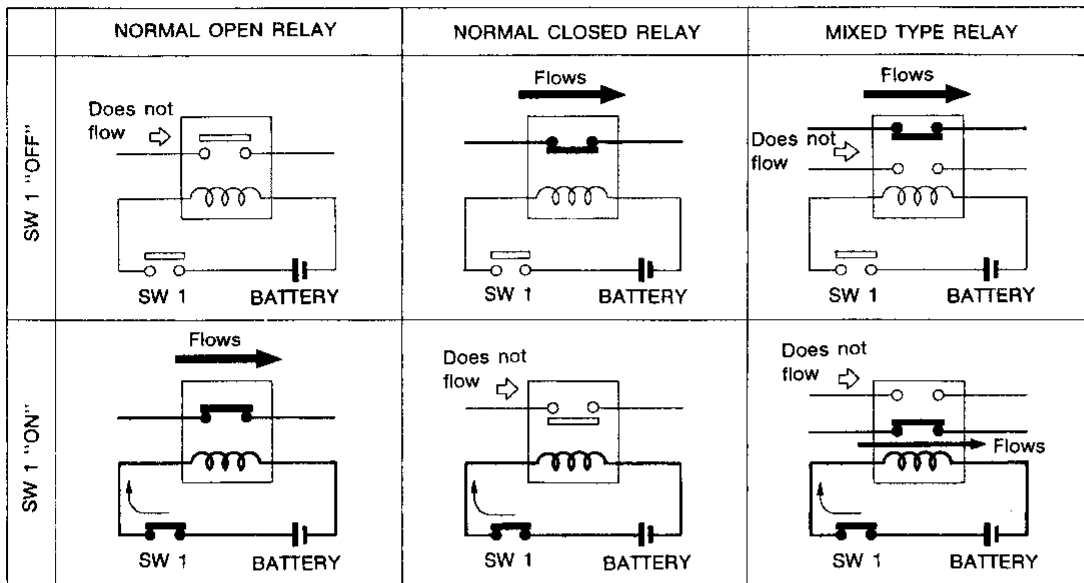 NORMAL OPEN RELAY
NORMAL CLOSED RELAY
MIXED TYPE RELAY
SW 1 "OFF"
Does not
flow
SW 1
BATTERY
Flows
SW 1
BATTERY
Flows
Does not
flow
SW 1
BATTERY
SW 1 "ON"
Flows
SW 1
BATTERY
Does not
flow
SW 1
BATTERY
Does not
flow
Flows
SW 1
BATTERY